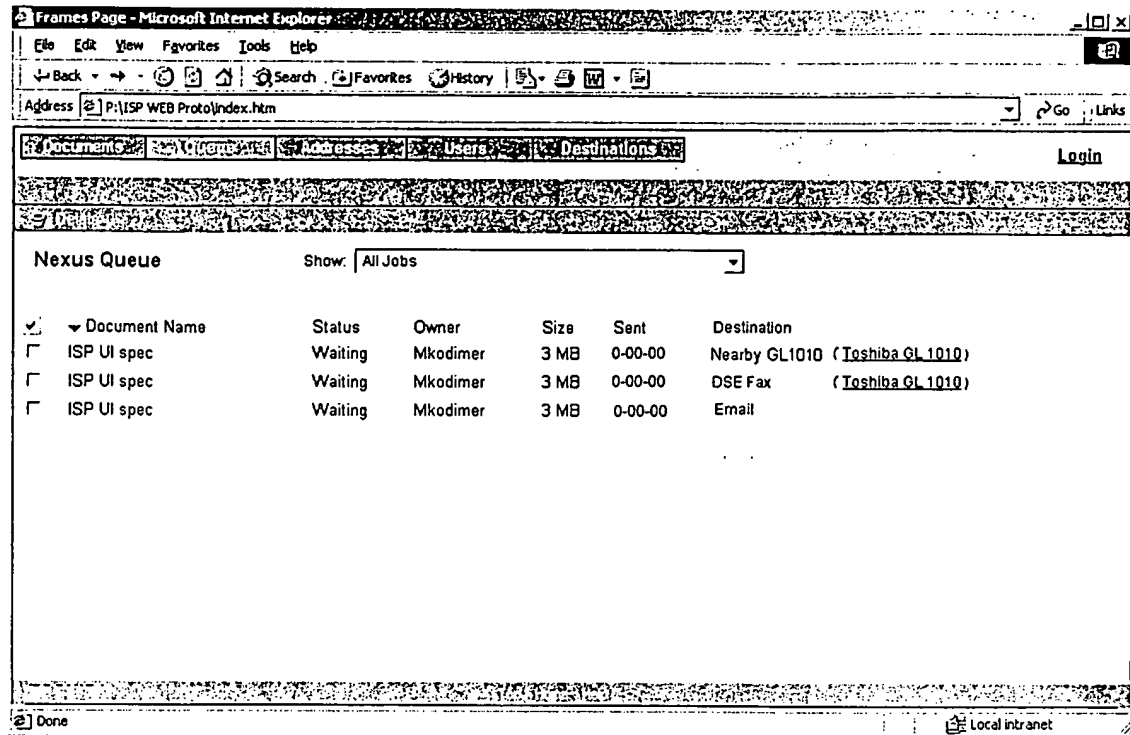 Frames Page - Microsoft Internet Explorer
File Edit View Favorites Tools Help
Back Search Favorites History
Address P:\ISP WEB Proto\index.htm Go Links
Documents Queue Addresses Users Destinations Login
Nexus Queue Show: All Jobs
Document Name Status Owner Size Sent Destination
ISP UI spec Waiting Mkodimer 3 MB 0-00-00 Nearby GL1010 (Toshiba GL 1010)
ISP UI spec Waiting Mkodimer 3 MB 0-00-00 DSE Fax (Toshiba GL 1010)
ISP UI spec Waiting Mkodimer 3 MB 0-00-00 Email
Done Local intranet